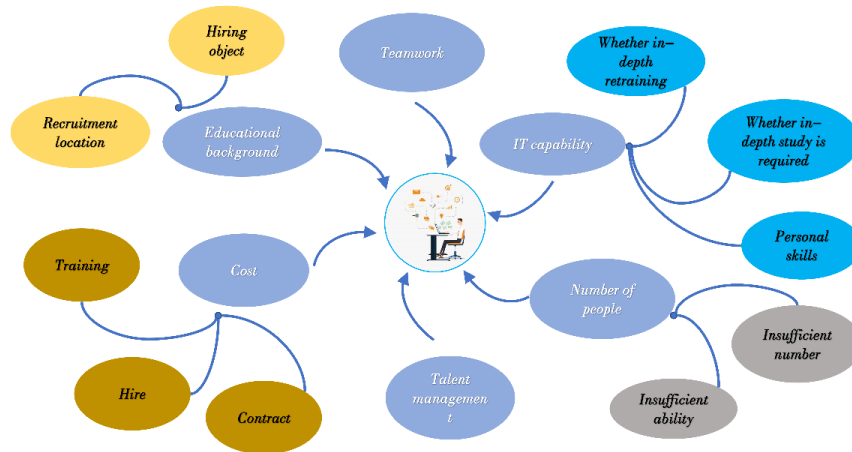 Hiring
object
Recruitment
location
Educational
background
Teamwork
IT capability
Whether in-
depth
retraining
Whether in-
depth study is
required
Personal
skills
Training
Cost
Hire
Contract
Talent
managemen
t
Number of
people
Insufficient
number
Insufficient
ability